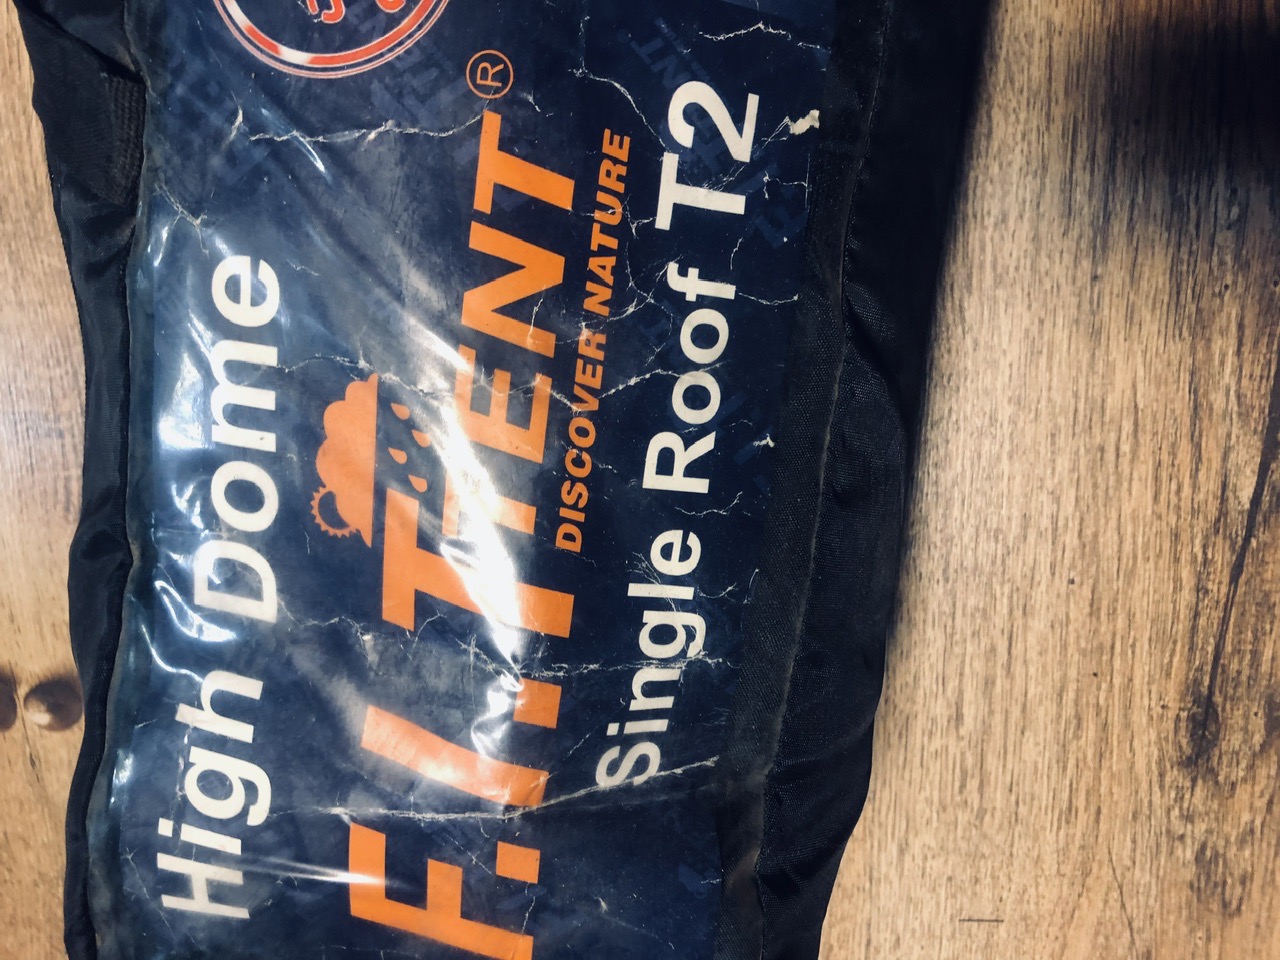 High Dome
F.I.T.TENT®
DISCOVER NATURE
Single Roof T2